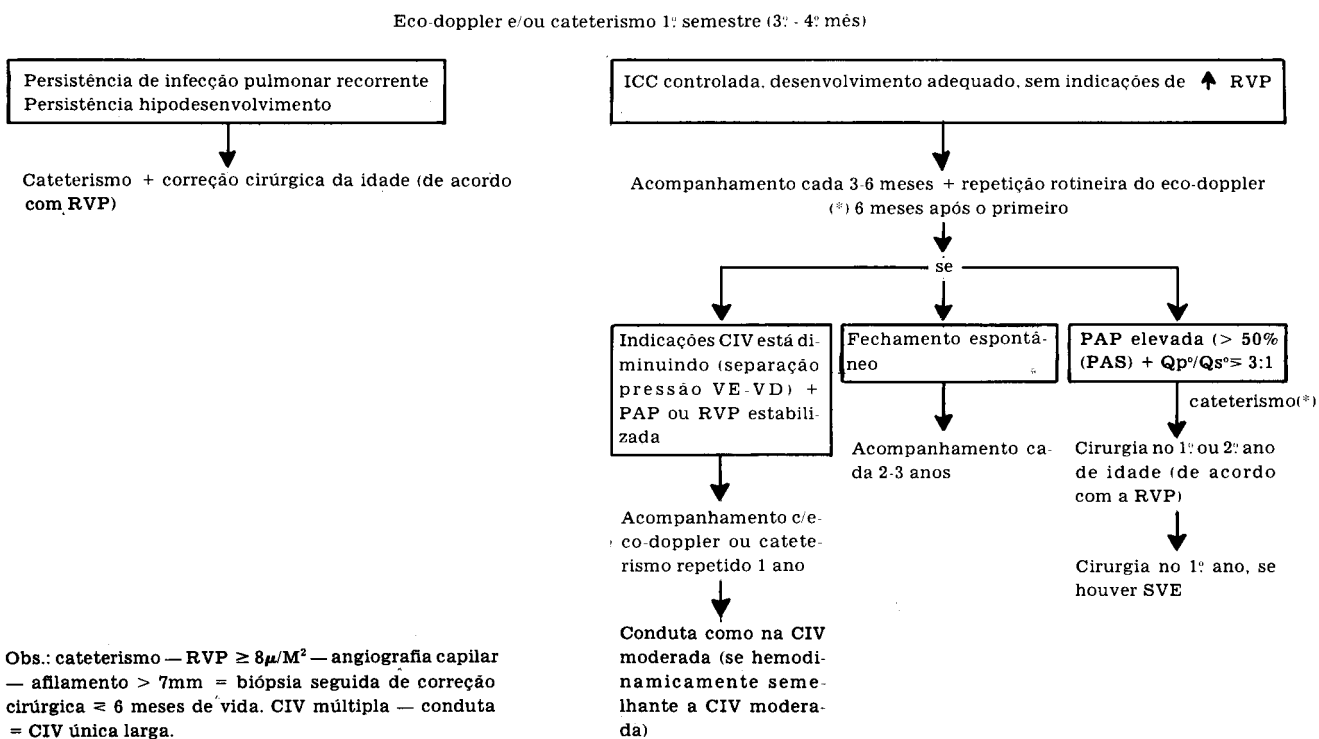 Eco-doppler e/ou cateterismo 1º semestre (3º - 4º mês)
Persistência de infecção pulmonar recorrente
Persistência hipodesenvolvimento
Cateterismo + correção cirúrgica da idade (de acordo
com RVP)
ICC controlada, desenvolvimento adequado, sem indicações de ↑ RVP
Acompanhamento cada 3-6 meses + repetição rotineira do eco-doppler
(*) 6 meses após o primeiro
se
Indicações CIV está di-
minuindo (separação
pressão VE-VD) +
PAP ou RVP estabili-
zada
Acompanhamento c/e-
co-doppler ou catete-
rismo repetido 1 ano
Conduta como na CIV
moderada (se hemodi-
namicamente seme-
lhante a CIV modera-
da)
Fechamento espontâ-
neo
Acompanhamento ca-
da 2-3 anos
PAP elevada (> 50%
(PAS) + Qpº/Qsº ≥ 3:1
cateterismo(*)
Cirurgia no 1º ou 2º ano
de idade (de acordo
com a RVP)
Cirurgia no 1º ano, se
houver SVE
Obs.: cateterismo — RVP ≥ 8μ/M² — angiografia capilar
— afilamento > 7mm = biópsia seguida de correção
cirúrgica ≅ 6 meses de vida. CIV múltipla — conduta
= CIV única larga.